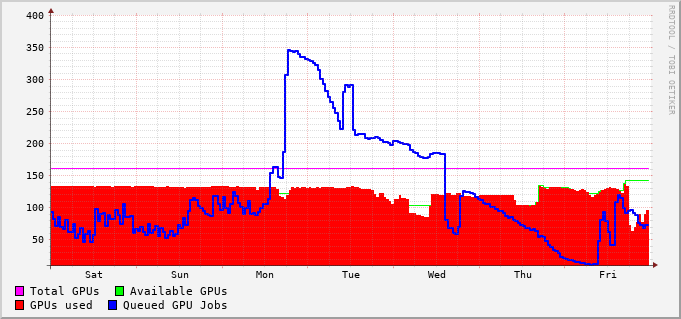 400
350
300
250
200
150
100
50
Sat Sun Mon Tue Wed Thu Fri
Total GPUs Available GPUs
GPUs used Queued GPU Jobs
RRDTOOL / TOBI OETIKER